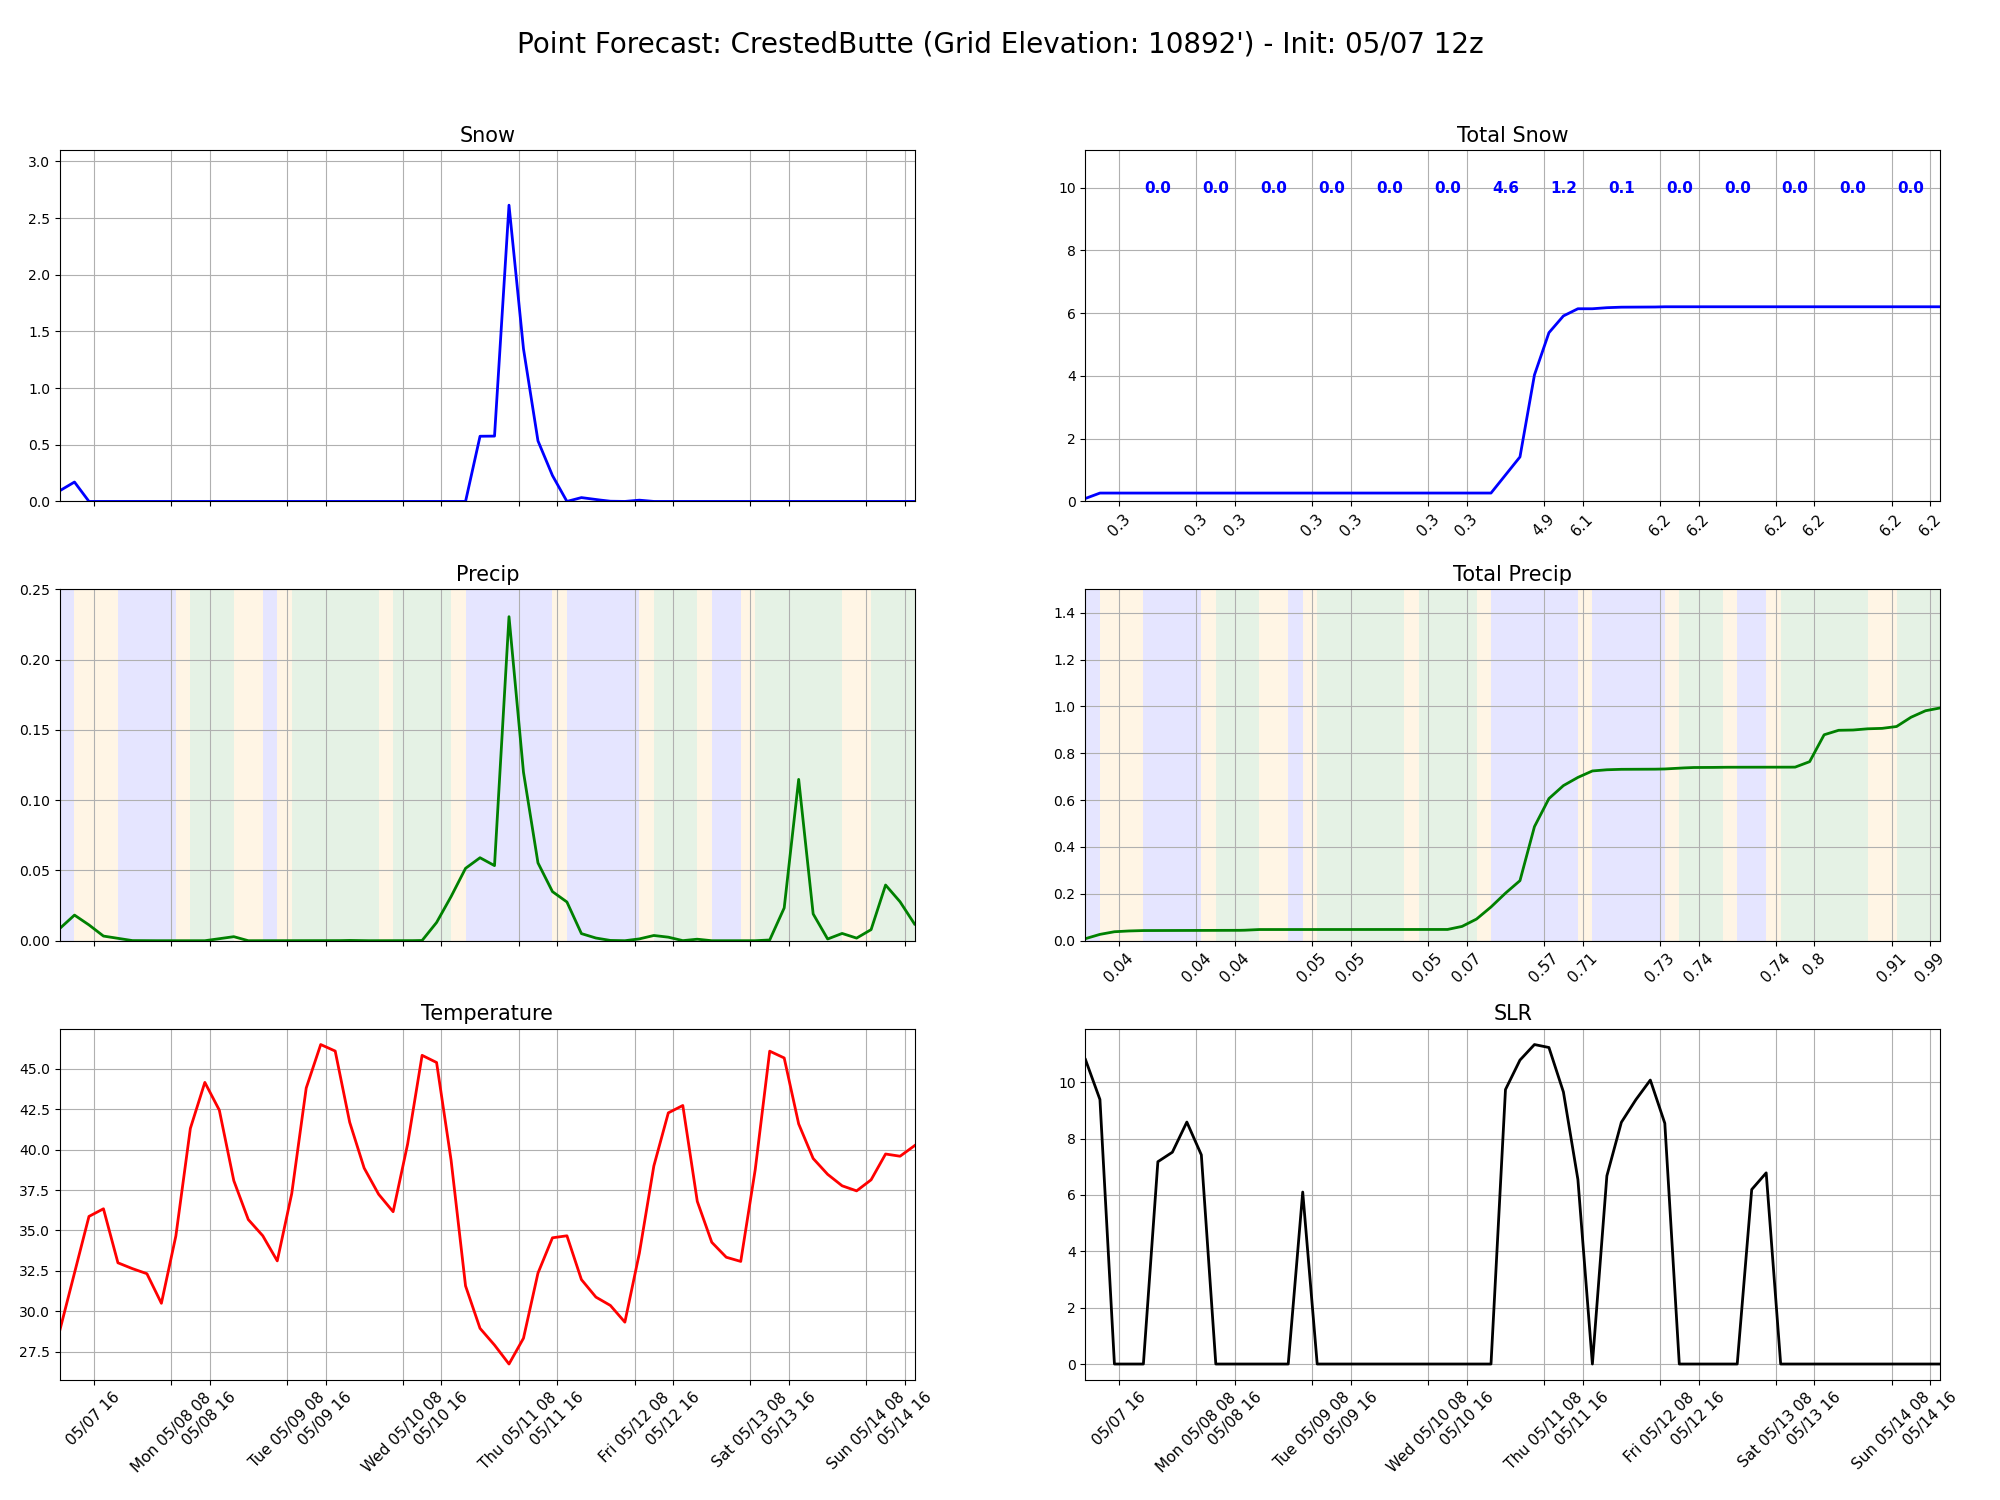 Point Forecast: CrestedButte (Grid Elevation: 10892') - Init: 05/07 12z
Snow
3.0
2.5
2.0
1.5
1.0
0.5
0.0
Total Snow
10
8
6
4
2
0
0.0 0.0 0.0 0.0 0.0 0.0 4.6 1.2 0.1 0.0 0.0 0.0 0.0 0.0
0.3 0.3 0.3 0.3 0.3 0.3 0.3 4.9 6.1 6.2 6.2 6.2 6.2 6.2 6.2
Precip
0.25
0.20
0.15
0.10
0.05
0.00
Total Precip
1.4
1.2
1.0
0.8
0.6
0.4
0.2
0.0
0.04 0.04 0.04 0.05 0.05 0.05 0.07 0.57 0.71 0.73 0.74 0.74 0.8 0.91 0.99
Temperature
45.0
42.5
40.0
37.5
35.0
32.5
30.0
27.5
05/07 16
Mon 05/08 08
05/08 16
Tue 05/09 08
05/09 16
Wed 05/10 08
05/10 16
Thu 05/11 08
05/11 16
Fri 05/12 08
05/12 16
Sat 05/13 08
05/13 16
Sun 05/14 08
05/14 16
SLR
10
8
6
4
2
0
05/07 16
Mon 05/08 08
05/08 16
Tue 05/09 08
05/09 16
Wed 05/10 08
05/10 16
Thu 05/11 08
05/11 16
Fri 05/12 08
05/12 16
Sat 05/13 08
05/13 16
Sun 05/14 08
05/14 16